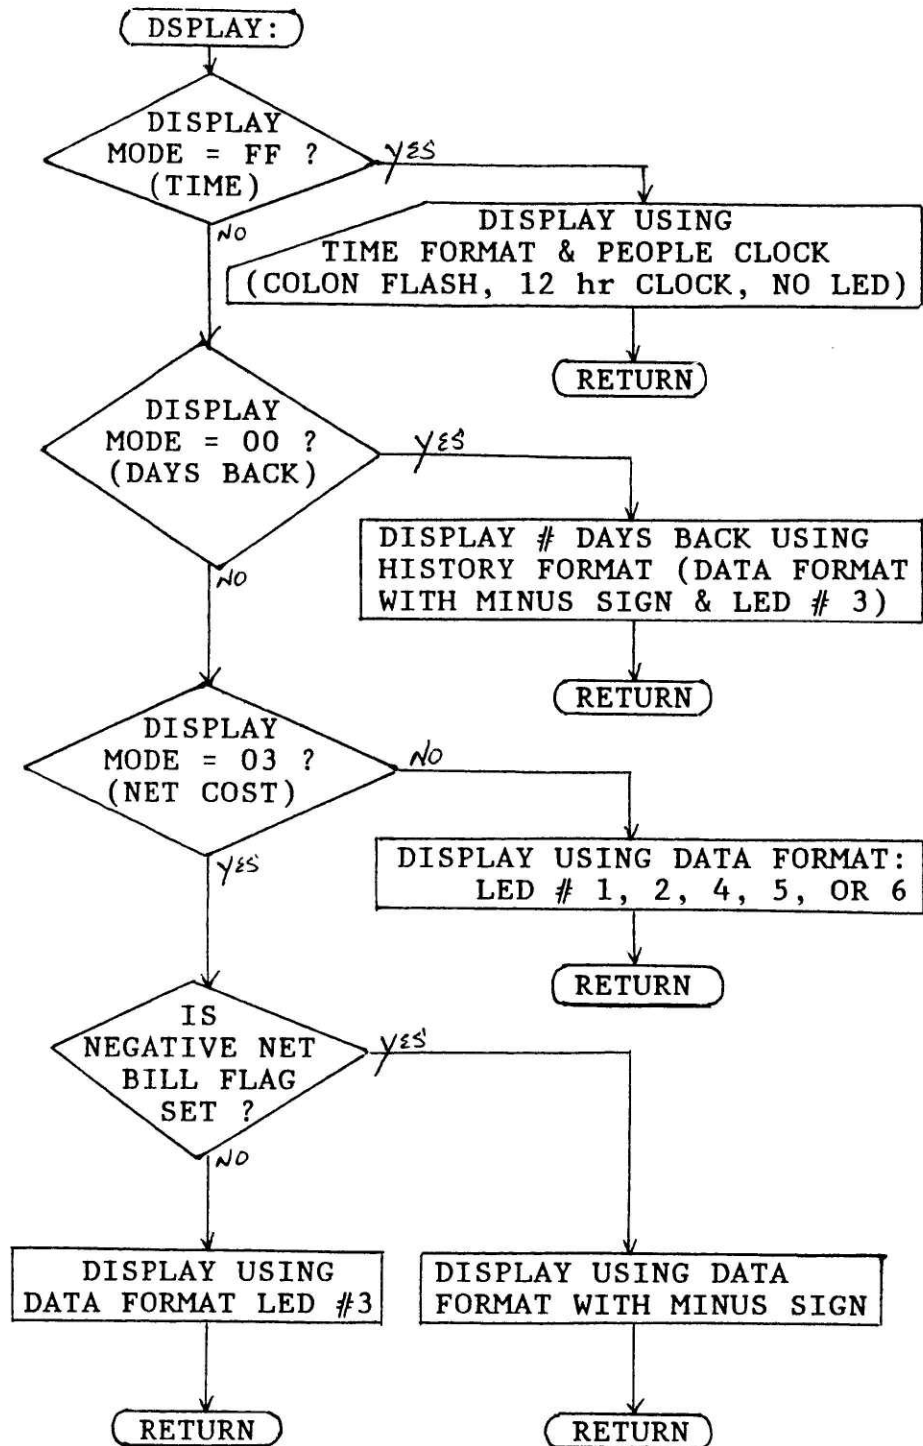 DSPLAY:
DISPLAY
MODE = FF ?
(TIME)
YES
NO
DISPLAY USING
TIME FORMAT & PEOPLE CLOCK
(COLON FLASH, 12 hr CLOCK, NO LED)
RETURN
DISPLAY
MODE = 00 ?
(DAYS BACK)
YES
NO
DISPLAY # DAYS BACK USING
HISTORY FORMAT (DATA FORMAT
WITH MINUS SIGN & LED # 3)
RETURN
DISPLAY
MODE = 03 ?
(NET COST)
NO
YES
DISPLAY USING DATA FORMAT:
LED # 1, 2, 4, 5, OR 6
RETURN
IS
NEGATIVE NET
BILL FLAG
SET ?
YES
NO
DISPLAY USING
DATA FORMAT LED #3
DISPLAY USING DATA
FORMAT WITH MINUS SIGN
RETURN
RETURN